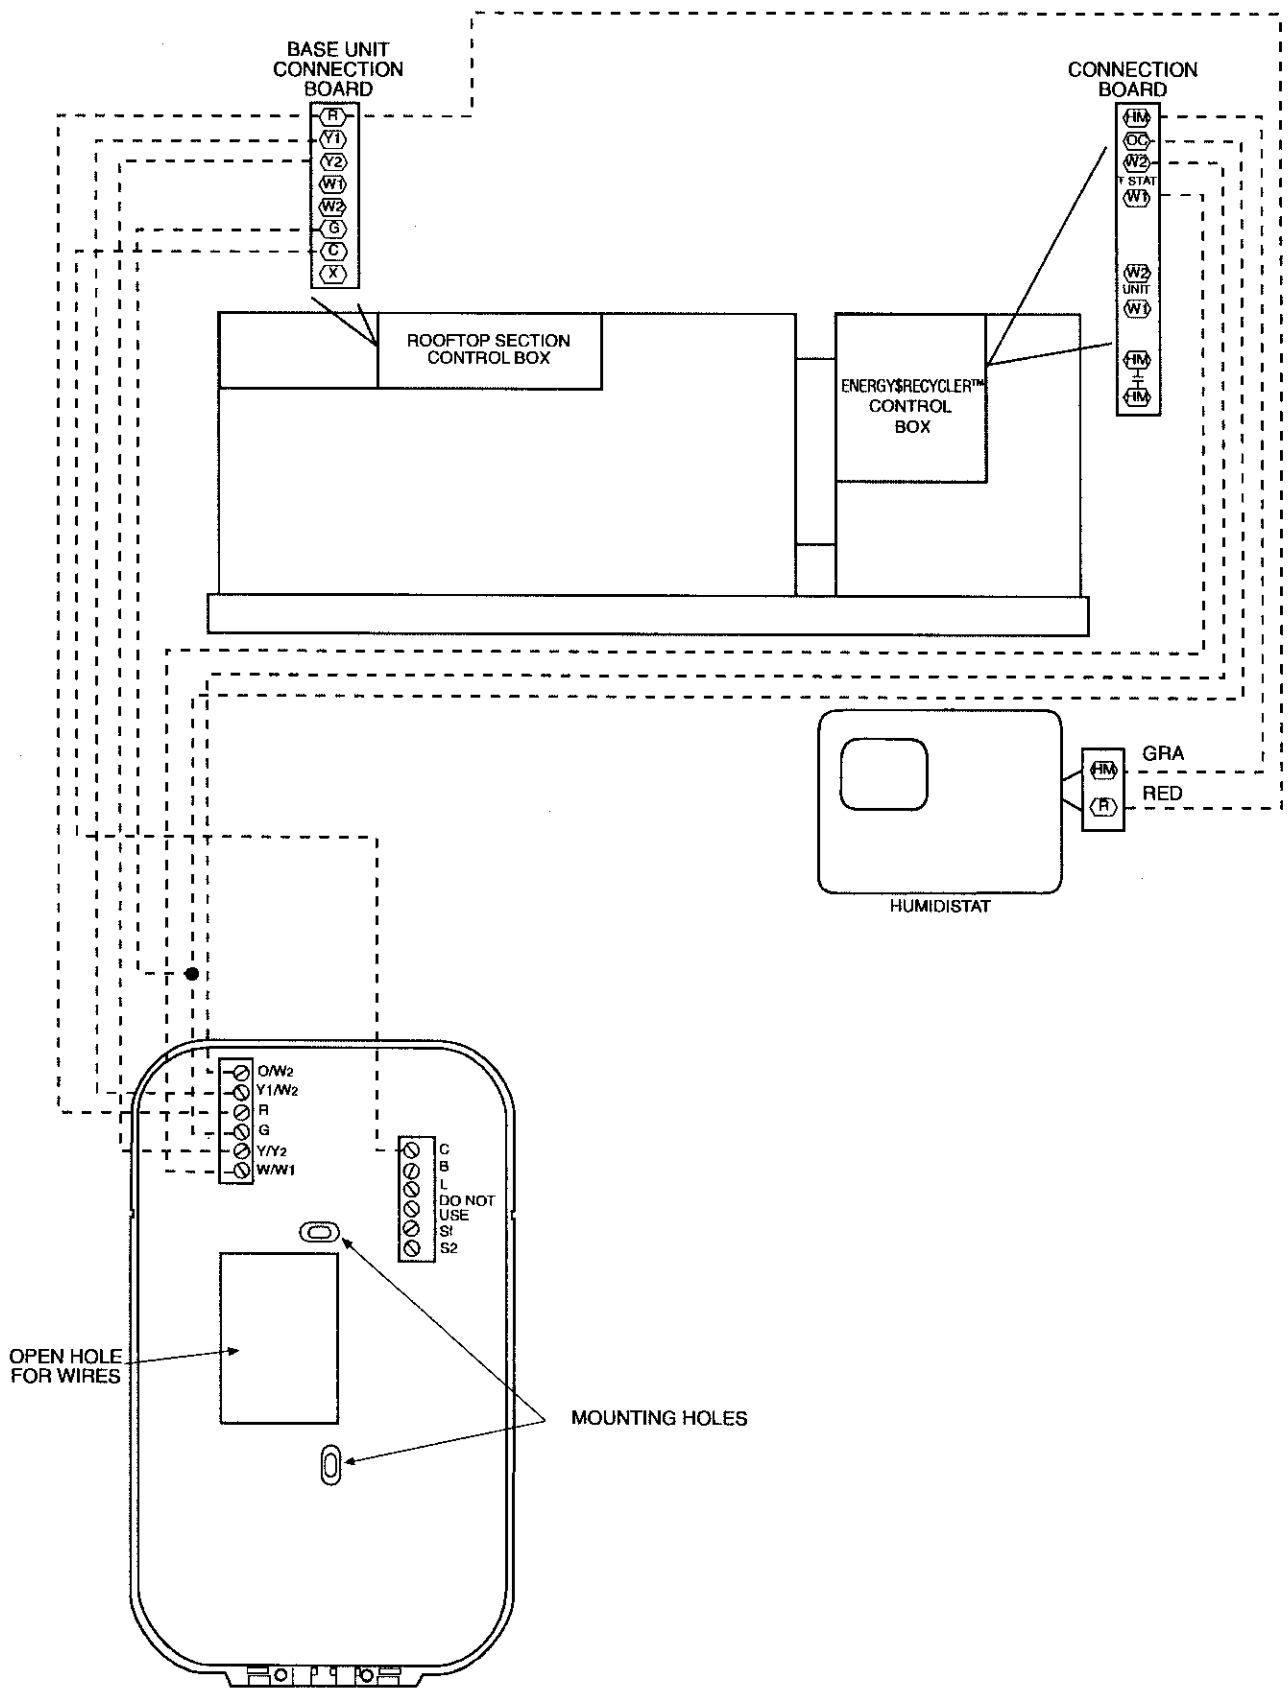 BASE UNIT
CONNECTION
BOARD
R
Y1
Y2
W1
W2
G
C
X
CONNECTION
BOARD
HM
OC
W2
T STAT
W1
W2
UNIT
W1
HM
HM
ROOFTOP SECTION
CONTROL BOX
ENERGY$RECYCLER™
CONTROL
BOX
HM
GRA
R
RED
HUMIDISTAT
O/W2
Y1/W2
R
G
Y/Y2
W/W1
C
B
L
DO NOT
USE
S1
S2
OPEN HOLE
FOR WIRES
MOUNTING HOLES